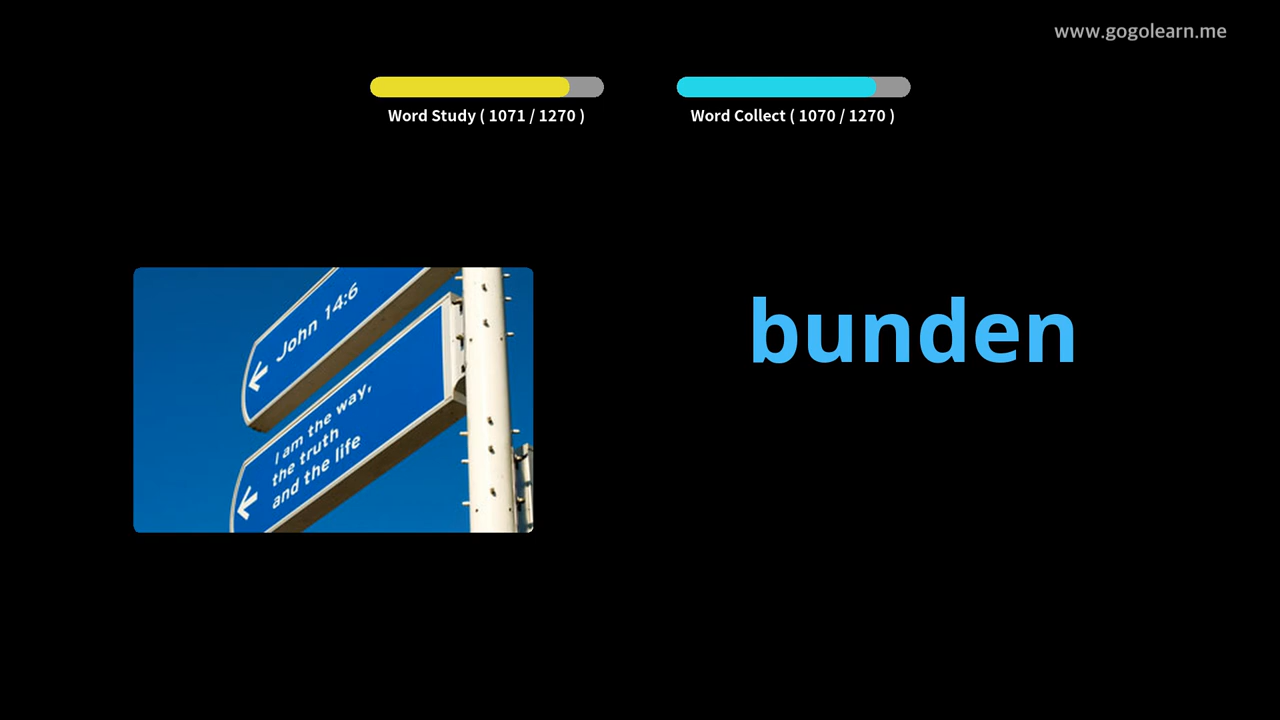 www.gogolearn.me
Word Study ( 1071 / 1270 )
Word Collect ( 1070 / 1270 )
John 14:6
I am the way,
the truth
and the life
bunden